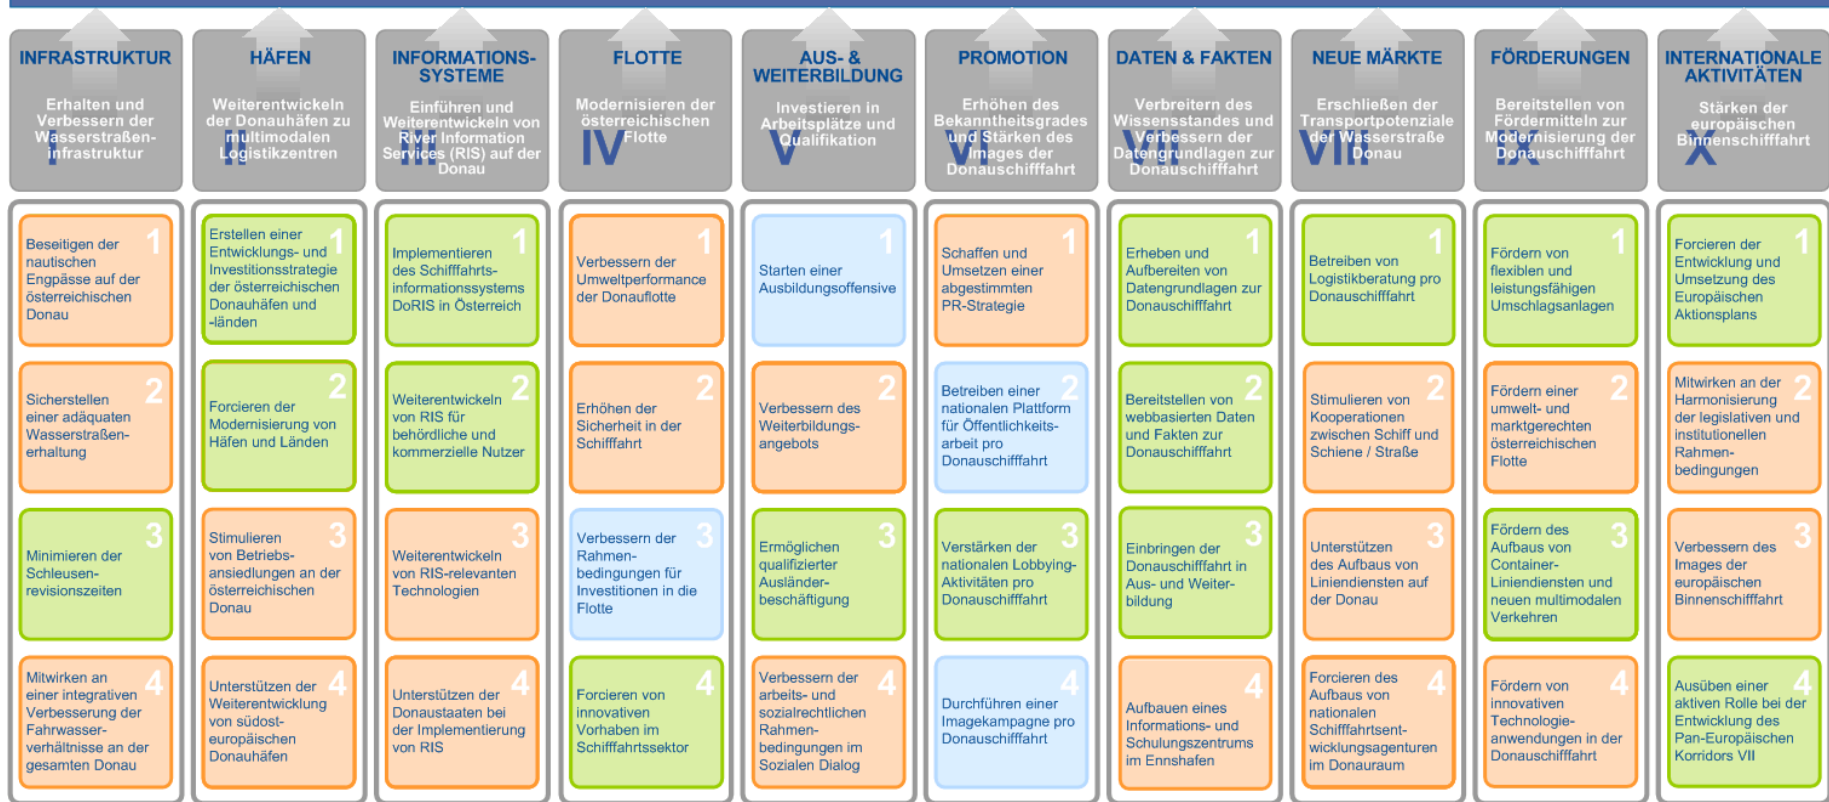 INFRASTRUKTUR
Erhalten und
Verbessern der
Wasserstraßen-
infrastruktur
I
1
Beseitigen der
nautischen
Engpässe auf der
österreichischen
Donau
2
Sicherstellen
einer adäquaten
Wasserstraßen-
erhaltung
3
Minimieren der
Schleusen-
revisionszeiten
4
Mitwirken an
einer integrativen
Verbesserung der
Fahrwasser-
verhältnisse an der
gesamten Donau
HÄFEN
Weiterentwickeln
der Donauhäfen zu
multimodalen
Logistikzentren
II
1
Erstellen einer
Entwicklungs- und
Investitionsstrategie
der österreichischen
Donauhäfen und
-länden
2
Forcieren der
Modernisierung von
Häfen und Länden
3
Stimulieren
von Betriebs-
ansiedlungen an der
österreichischen
Donau
4
Unterstützen der
Weiterentwicklung
von südost-
europäischen
Donauhäfen
INFORMATIONS-
SYSTEME
Einführen und
Weiterentwickeln von
River Information
Services (RIS) auf der
Donau
III
1
Implementieren
des Schifffahrts-
informationssystems
DoRIS in Österreich
2
Weiterentwickeln
von RIS für
behördliche und
kommerzielle Nutzer
3
Weiterentwickeln
von RIS-relevanten
Technologien
4
Unterstützen der
Donaustaaten bei
der Implementierung
von RIS
FLOTTE
Modernisieren der
österreichischen
Flotte
IV
1
Verbessern der
Umweltperformance
der Donauflotte
2
Erhöhen der
Sicherheit in der
Schifffahrt
3
Verbessern der
Rahmen-
bedingungen für
Investitionen in die
Flotte
4
Forcieren von
innovativen
Vorhaben im
Schifffahrtssektor
AUS- &
WEITERBILDUNG
Investieren in
Arbeitsplätze und
Qualifikation
V
1
Starten einer
Ausbildungsoffensive
2
Verbessern des
Weiterbildungs-
angebots
3
Ermöglichen
qualifizierter
Ausländer-
beschäftigung
4
Verbessern der
arbeits- und
sozialrechtlichen
Rahmen-
bedingungen im
Sozialen Dialog
PROMOTION
Erhöhen des
Bekanntheitsgrades
und Stärken des
Images der
Donauschifffahrt
VI
1
Schaffen und
Umsetzen einer
abgestimmten
PR-Strategie
2
Betreiben einer
nationalen Plattform
für Öffentlichkeits-
arbeit pro
Donauschifffahrt
3
Verstärken der
nationalen Lobbying-
Aktivitäten pro
Donauschifffahrt
4
Durchführen einer
Imagekampagne pro
Donauschifffahrt
DATEN & FAKTEN
Verbreitern des
Wissensstandes und
Verbessern der
Datengrundlagen zur
Donauschifffahrt
VII
1
Erheben und
Aufbereiten von
Datengrundlagen zur
Donauschifffahrt
2
Bereitstellen von
webbasierten Daten
und Fakten zur
Donauschifffahrt
3
Einbringen der
Donauschifffahrt in
Aus- und Weiter-
bildung
4
Aufbauen eines
Informations- und
Schulungszentrums
im Ennshafen
NEUE MÄRKTE
Erschließen der
Transportpotenziale
der Wasserstraße
Donau
VIII
1
Betreiben von
Logistikberatung pro
Donauschifffahrt
2
Stimulieren von
Kooperationen
zwischen Schiff und
Schiene / Straße
3
Unterstützen
des Aufbaus von
Liniendiensten auf
der Donau
4
Forcieren des
Aufbaus von
nationalen
Schifffahrtsent-
wicklungsagenturen
im Donauraum
FÖRDERUNGEN
Bereitstellen von
Fördermitteln zur
Modernisierung der
Donauschifffahrt
IX
1
Fördern von
flexiblen und
leistungsfähigen
Umschlagsanlagen
2
Fördern einer
umwelt- und
marktgerechten
österreichischen
Flotte
3
Fördern des
Aufbaus von
Container-
Liniendiensten und
neuen multimodalen
Verkehren
4
Fördern von
innovativen
Technologie-
anwendungen in der
Donauschifffahrt
INTERNATIONALE
AKTIVITÄTEN
Stärken der
europäischen
Binnenschifffahrt
X
1
Forcieren der
Entwicklung und
Umsetzung des
Europäischen
Aktionsplans
2
Mitwirken an der
Harmonisierung
der legislativen und
institutionellen
Rahmen-
bedingungen
3
Verbessern des
Images der
europäischen
Binnenschifffahrt
4
Ausüben einer
aktiven Rolle bei der
Entwicklung des
Pan-Europäischen
Korridors VII